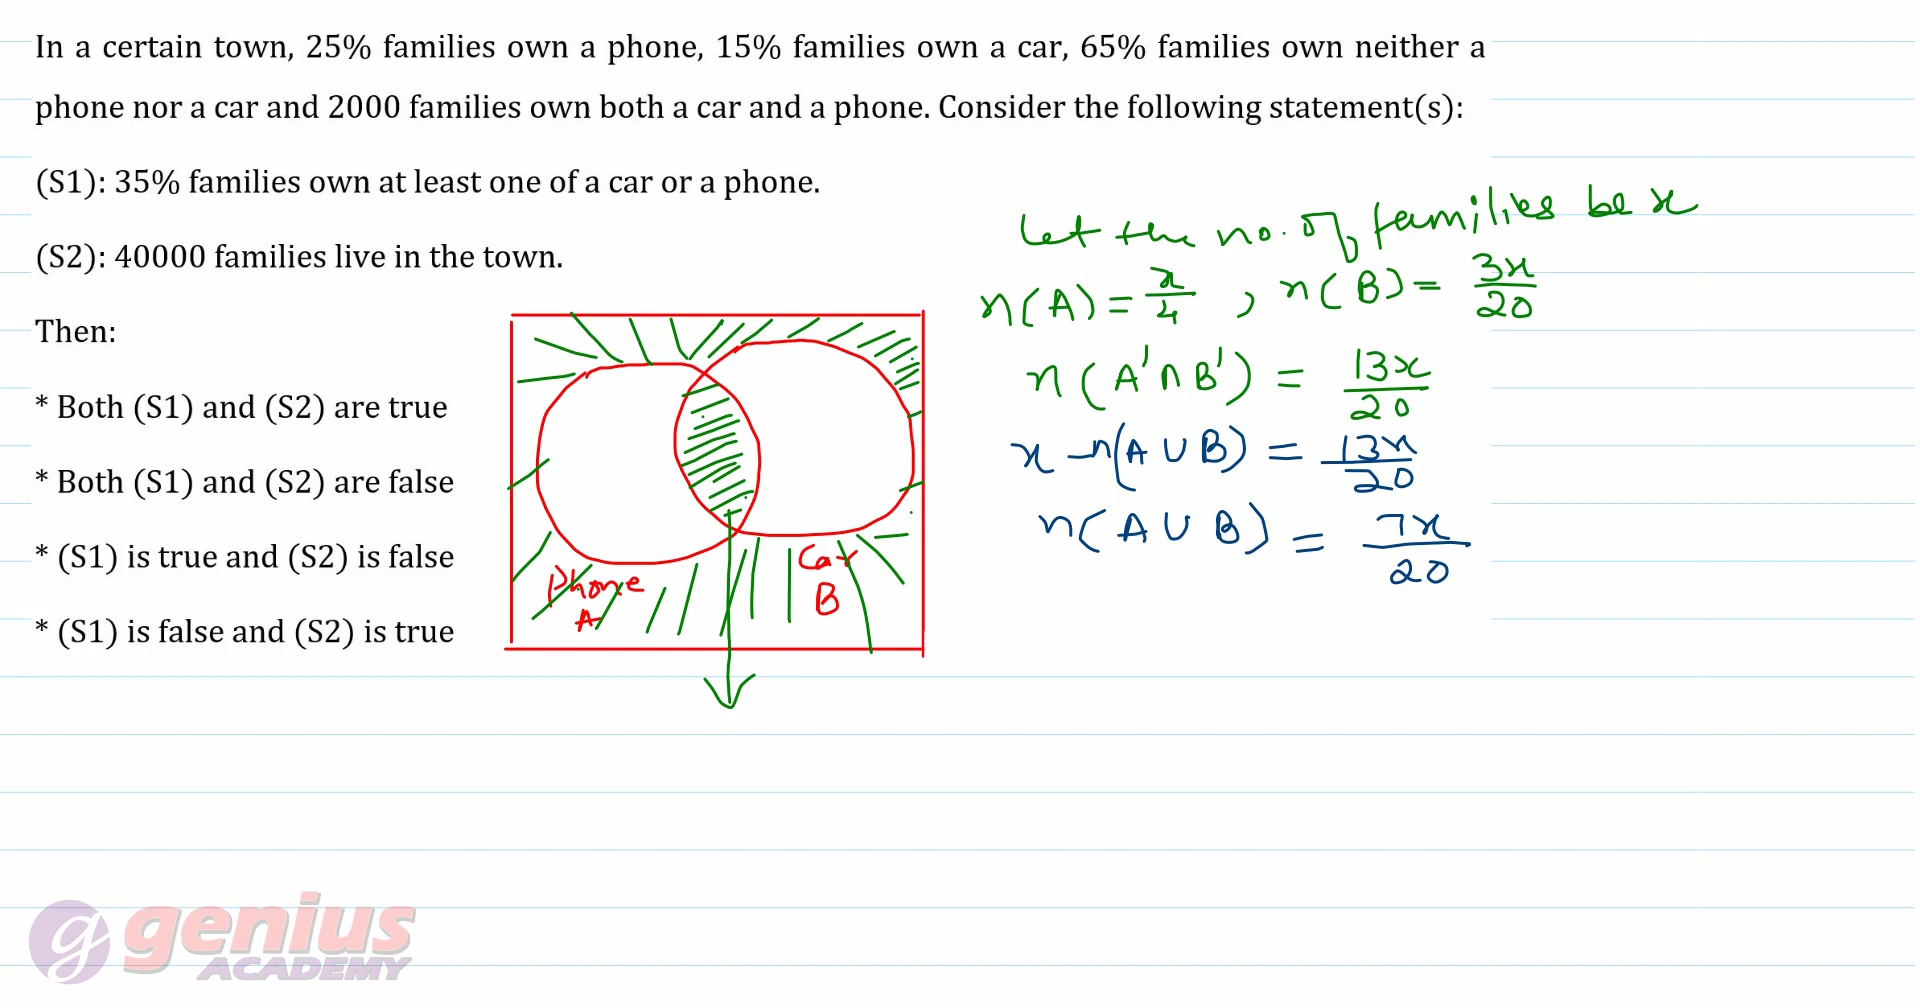 In a certain town, 25% families own a phone, 15% families own a car, 65% families own neither a
phone nor a car and 2000 families own both a car and a phone. Consider the following statement(s):
(S1): 35% families own at least one of a car or a phone.
(S2): 40000 families live in the town.
Then:
* Both (S1) and (S2) are true
* Both (S1) and (S2) are false
* (S1) is true and (S2) is false
* (S1) is false and (S2) is true
Phone
A
Car
B
Let the no. of families be x
n(A) = x/4 , n(B) = 3x/20
n(A' ∩ B') = 13x/20
x - n(A ∪ B) = 13x/20
n(A ∪ B) = 7x/20
g genius
ACADEMY